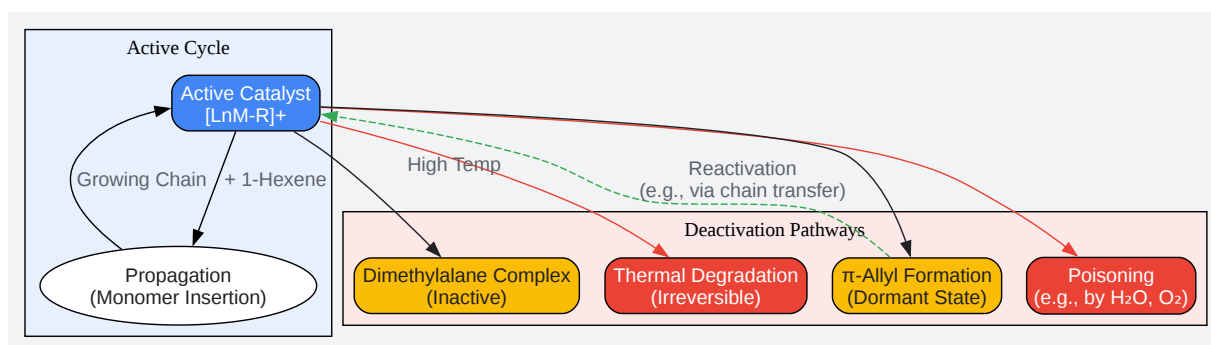 Active Cycle
Active Catalyst
[LnM-R]+
Growing Chain
+ 1-Hexene
High Temp
Reactivation
(e.g., via chain transfer)
Propagation
(Monomer Insertion)
Deactivation Pathways
Dimethylalane Complex
(Inactive)
Thermal Degradation
(Irreversible)
π-Allyl Formation
(Dormant State)
Poisoning
(e.g., by H₂O, O₂)